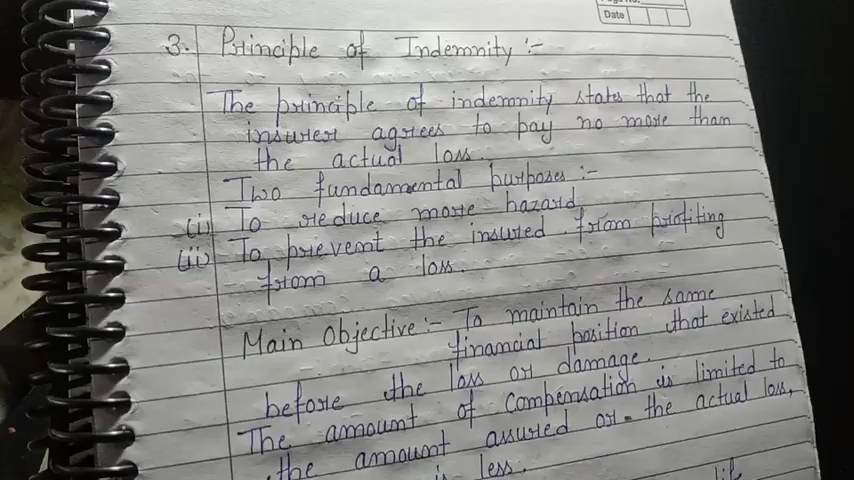 Page No.
Date
3. Principle of Indemnity :-
The principle of indemnity states that the
insurer agrees to pay no more than
the actual loss.
Two fundamental purposes :-
(i) To reduce more hazard.
(ii) To prevent the insured from profiting
from a loss.
Main Objective :- To maintain the same
financial position that existed
before the loss or damage.
The amount of compensation is limited to
the amount assured or the actual loss,
is less.
life